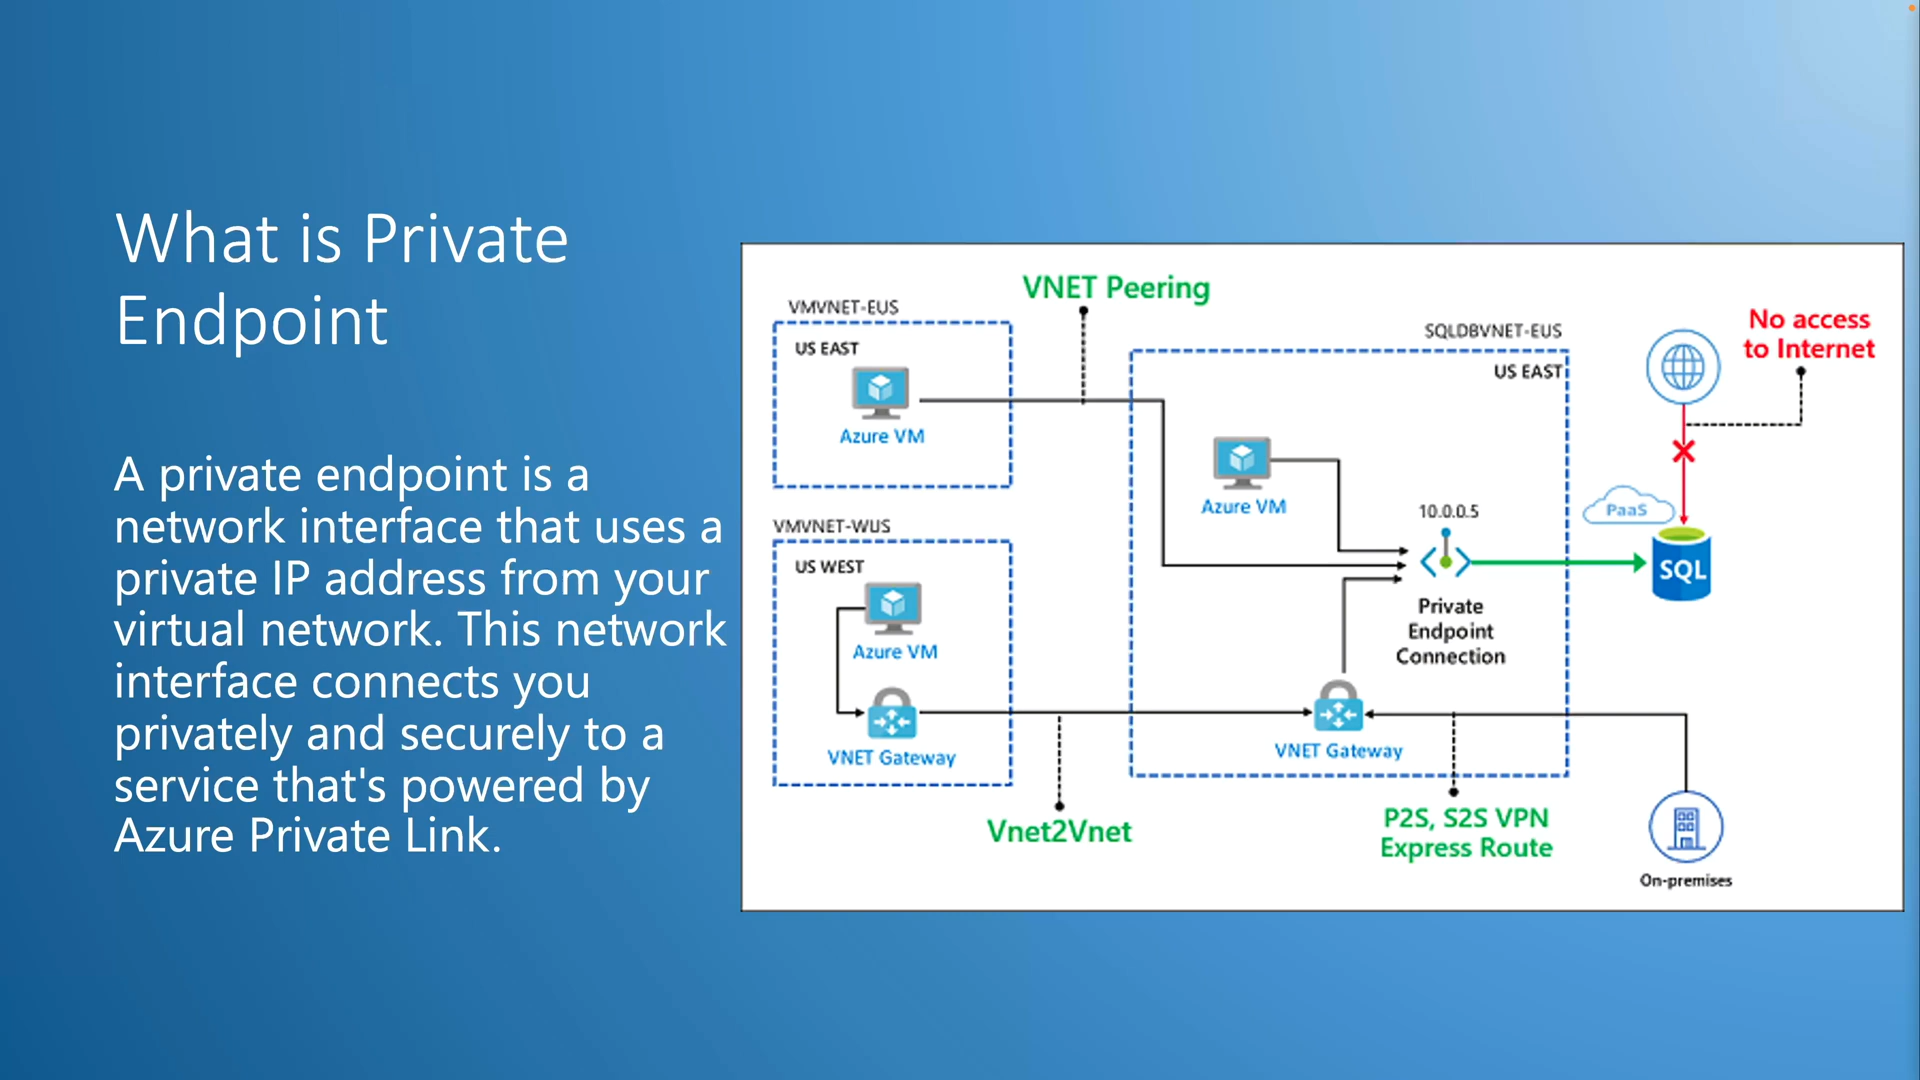 What is Private
Endpoint
A private endpoint is a
network interface that uses a
private IP address from your
virtual network. This network
interface connects you
privately and securely to a
service that's powered by
Azure Private Link.
VNET Peering
VMVNET-EUS
US EAST
Azure VM
VMVNET-WUS
US WEST
Azure VM
VNET Gateway
Vnet2Vnet
SQLDBVNET-EUS
US EAST
Azure VM
10.0.0.5
Private
Endpoint
Connection
VNET Gateway
P2S, S2S VPN
Express Route
No access
to Internet
PaaS
SQL
On-premises